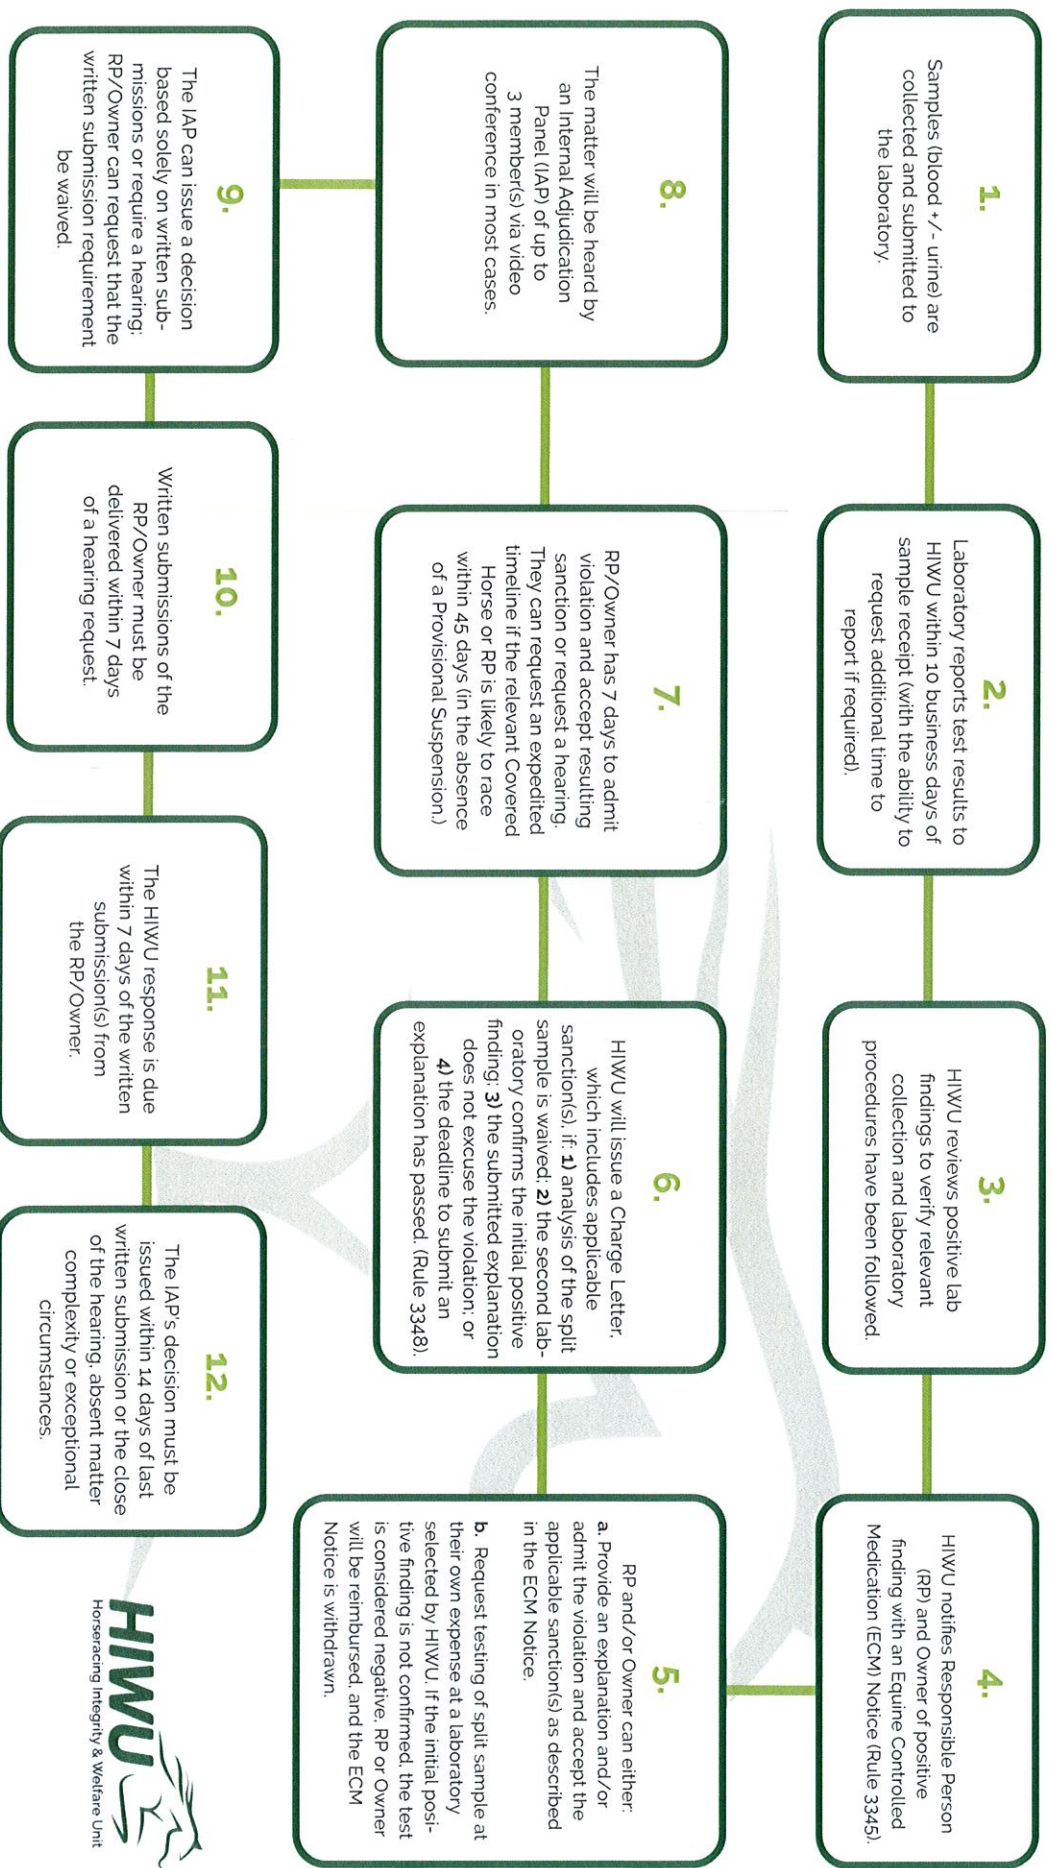 1.
Samples (blood +/- urine) are
collected and submitted to
the laboratory.
2.
Laboratory reports test results to
HIWU within 10 business days of
sample receipt (with the ability to
request additional time to
report if required).
3.
HIWU reviews positive lab
findings to verify relevant
collection and laboratory
procedures have been followed.
4.
HIWU notifies Responsible Person
(RP) and Owner of positive
finding with an Equine Controlled
Medication (ECM) Notice (Rule 3345).
5.
RP and/or Owner can either:
a. Provide an explanation and/or
admit the violation and accept the
applicable sanction(s) as described
in the ECM Notice.
b. Request testing of split sample at
their own expense at a laboratory
selected by HIWU. If the initial posi-
tive finding is not confirmed, the test
is considered negative, RP or Owner
will be reimbursed, and the ECM
Notice is withdrawn.
6.
HIWU will issue a Charge Letter,
which includes applicable
sanction(s), if: 1) analysis of the split
sample is waived; 2) the second lab-
oratory confirms the initial positive
finding; 3) the submitted explanation
does not excuse the violation; or
4) the deadline to submit an
explanation has passed. (Rule 3348).
7.
RP/Owner has 7 days to admit
violation and accept resulting
sanction or request a hearing.
They can request an expedited
timeline if the relevant Covered
Horse or RP is likely to race
within 45 days (in the absence
of a Provisional Suspension.)
8.
The matter will be heard by
an Internal Adjudication
Panel (IAP) of up to
3 member(s) via video
conference in most cases.
9.
The IAP can issue a decision
based solely on written sub-
missions or require a hearing;
RP/Owner can request that the
written submission requirement
be waived.
10.
Written submissions of the
RP/Owner must be
delivered within 7 days
of a hearing request.
11.
The HIWU response is due
within 7 days of the written
submission(s) from
the RP/Owner.
12.
The IAP's decision must be
issued within 14 days of last
written submission or the close
of the hearing, absent matter
complexity or exceptional
circumstances.
HIWU
Horseracing Integrity & Welfare Unit